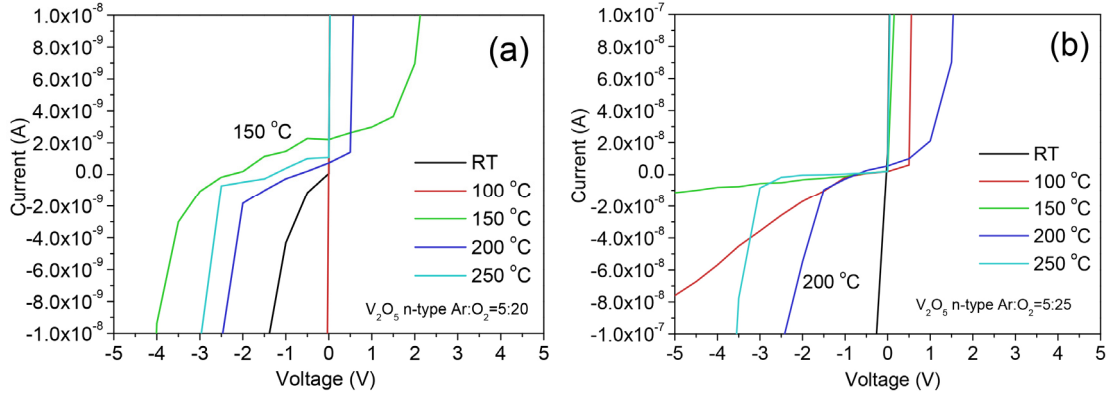 (a)
Current (A)
1.0x10⁻⁸
8.0x10⁻⁹
6.0x10⁻⁹
4.0x10⁻⁹
2.0x10⁻⁹
0.0
-2.0x10⁻⁹
-4.0x10⁻⁹
-6.0x10⁻⁹
-8.0x10⁻⁹
-1.0x10⁻⁸
150 °C
RT
100 °C
150 °C
200 °C
250 °C
V₂O₅ n-type Ar:O₂=5:20
-5 -4 -3 -2 -1 0 1 2 3 4 5
Voltage (V)
(b)
Current (A)
1.0x10⁻⁷
8.0x10⁻⁸
6.0x10⁻⁸
4.0x10⁻⁸
2.0x10⁻⁸
0.0
-2.0x10⁻⁸
-4.0x10⁻⁸
-6.0x10⁻⁸
-8.0x10⁻⁸
-1.0x10⁻⁷
200 °C
RT
100 °C
150 °C
200 °C
250 °C
V₂O₅ n-type Ar:O₂=5:25
-5 -4 -3 -2 -1 0 1 2 3 4 5
Voltage (V)